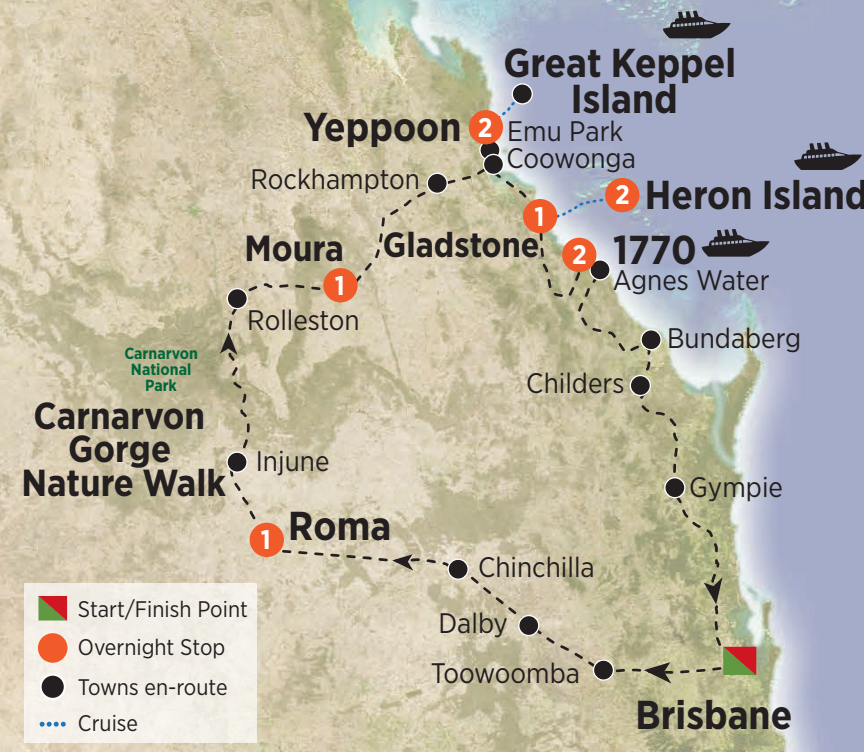 Great Keppel
Island
Yeppoon
2
Emu Park
Coowonga
Rockhampton
2
Heron Island
1
Gladstone
2
1770
Agnes Water
Moura
1
Rolleston
Bundaberg
Carnarvon
National
Park
Childers
Carnarvon
Gorge
Nature Walk
Injune
Gympie
1
Roma
Chinchilla
Dalby
Toowoomba
Brisbane
Start/Finish Point
Overnight Stop
Towns en-route
Cruise